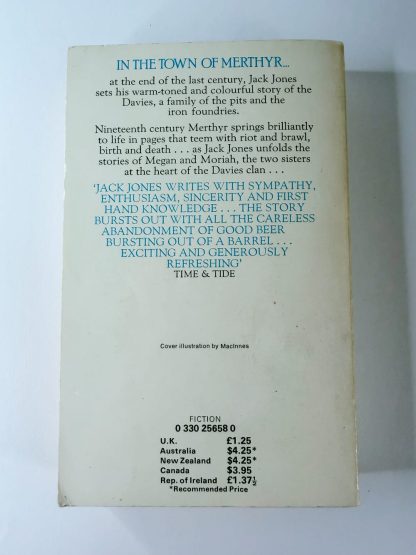 IN THE TOWN OF MERTHYR...
at the end of the last century, Jack Jones
sets his warm-toned and colourful story of the
Davies, a family of the pits and the
iron foundries.
Nineteenth century Merthyr springs brilliantly
to life in pages that teem with riot and brawl,
birth and death . . . as Jack Jones unfolds the
stories of Megan and Moriah, the two sisters
at the heart of the Davies clan . . .
'JACK JONES WRITES WITH SYMPATHY,
ENTHUSIASM, SINCERITY AND FIRST
HAND KNOWLEDGE . . . THE STORY
BURSTS OUT WITH ALL THE CARELESS
ABANDONMENT OF GOOD BEER
BURSTING OUT OF A BARREL . . .
EXCITING AND GENEROUSLY
REFRESHING'
TIME & TIDE
Cover illustration by MacInnes
FICTION
0 330 25658 0
U.K. £1.25
Australia $4.25*
New Zealand $4.25*
Canada $3.95
Rep. of Ireland £1.37½
*Recommended Price